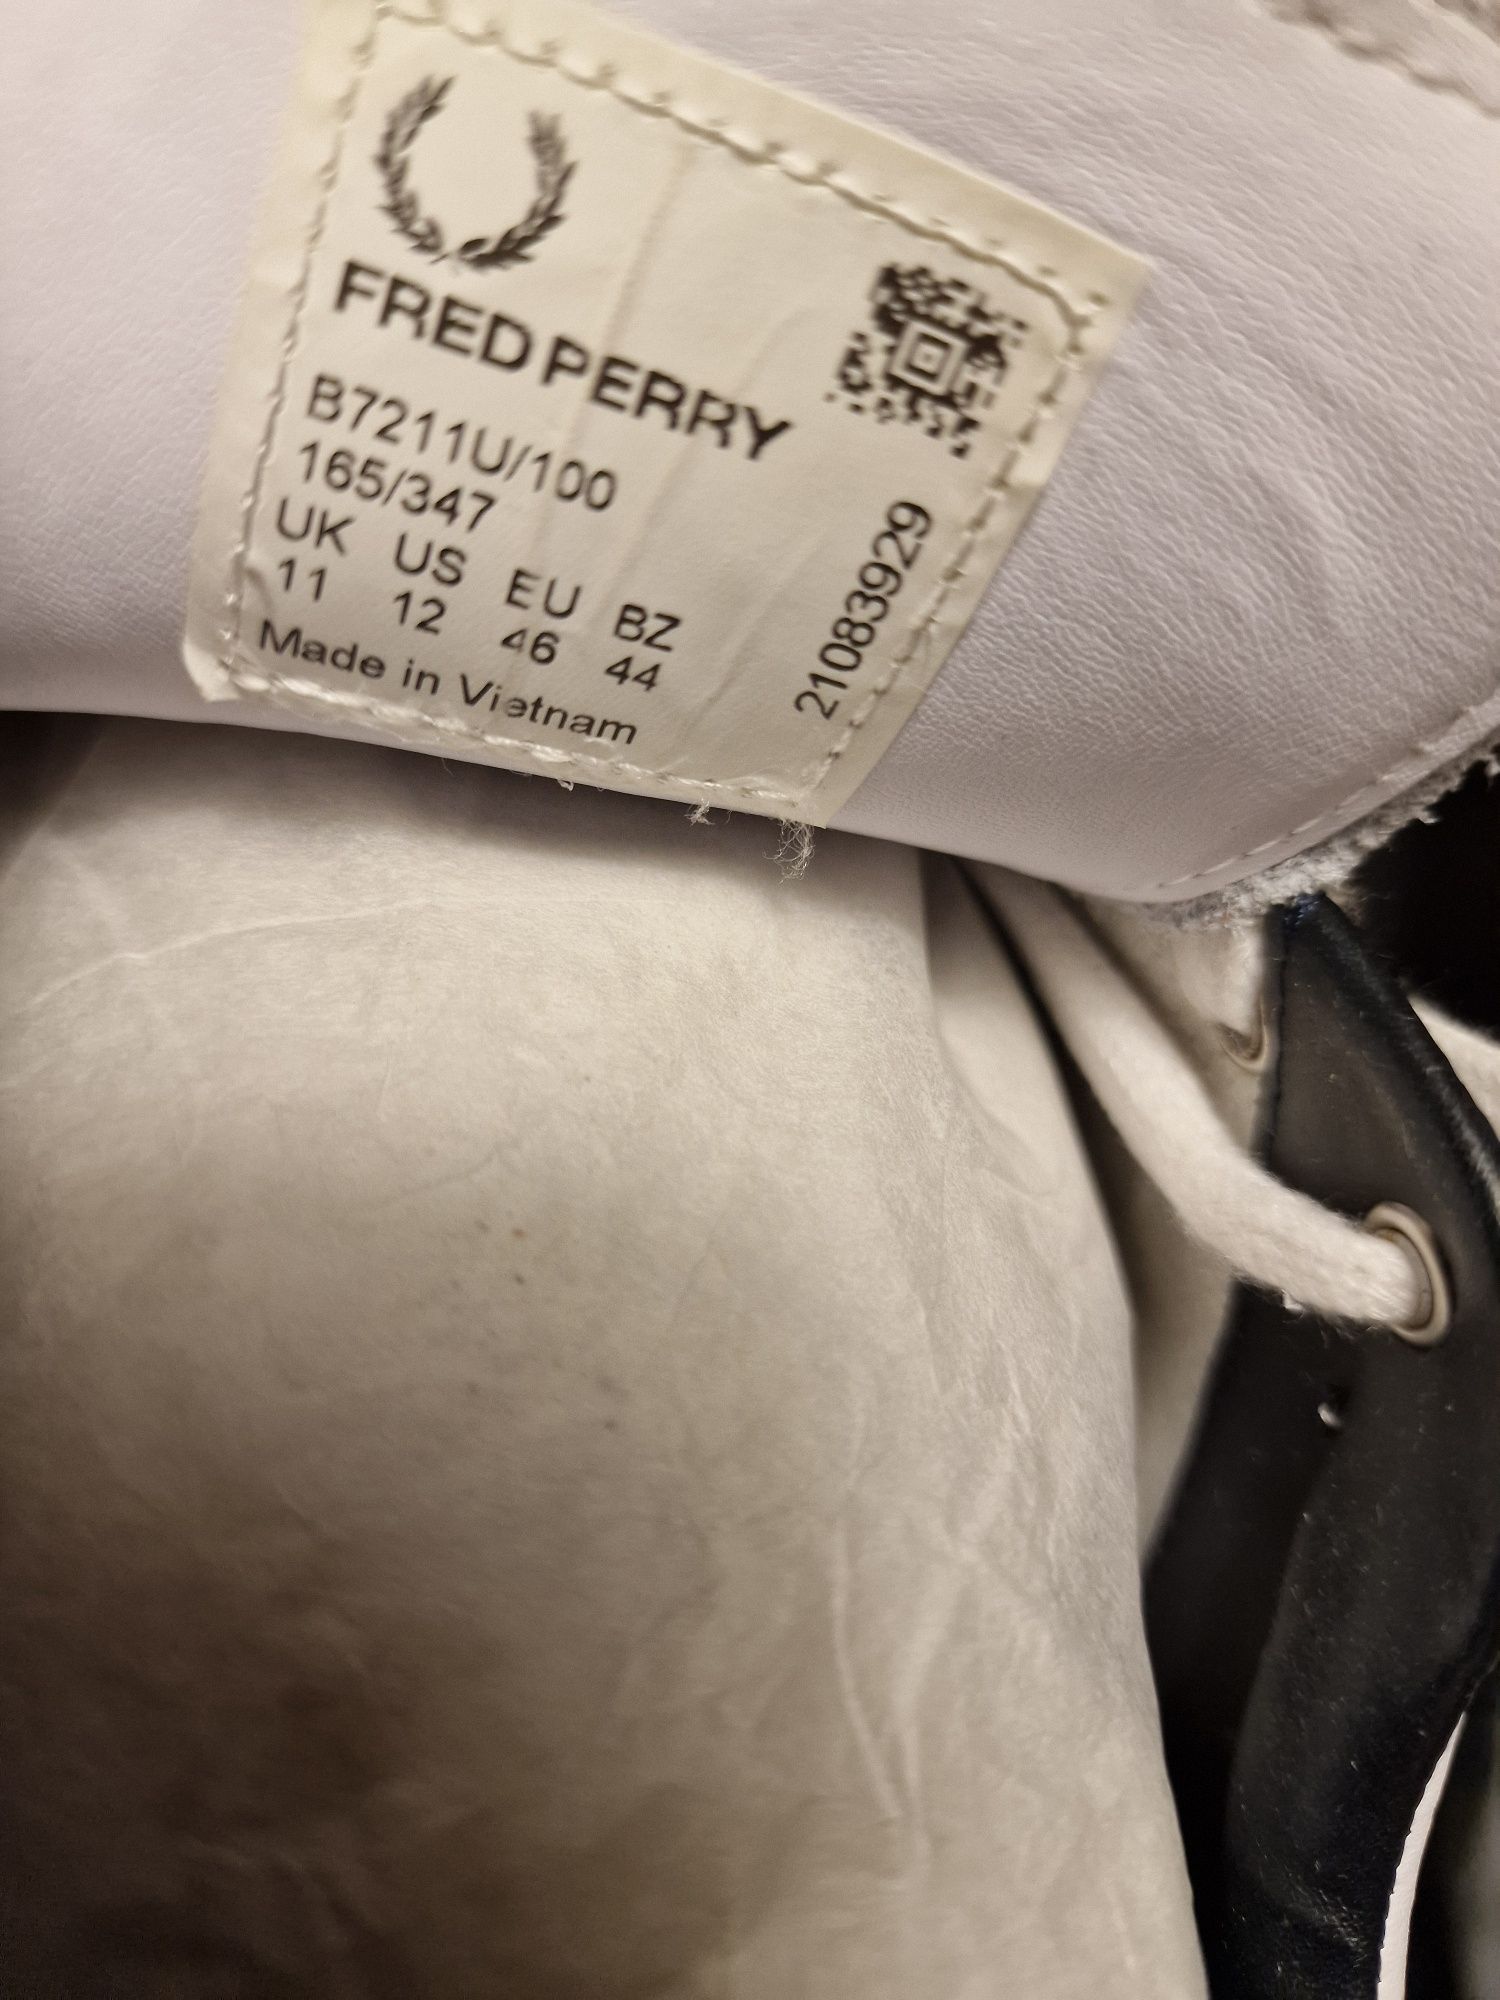 FRED PERRY
B7211U/100
165/347
UK US EU BZ
11 12 46 44
Made in Vietnam
21083929